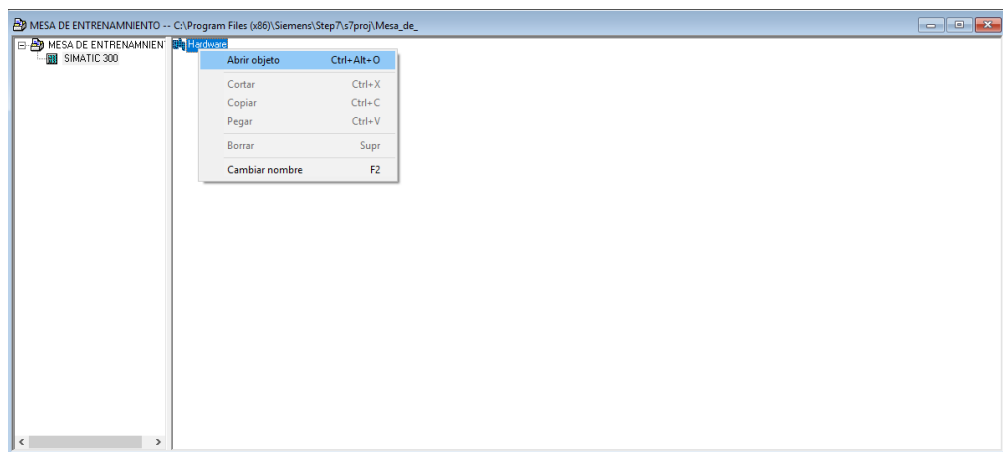 MESA DE ENTRENAMNIENTO -- C:\Program Files (x86)\Siemens\Step7\s7proj\Mesa_de_
MESA DE ENTRENAMNIEN
SIMATIC 300
Hardware
Abrir objeto Ctrl+Alt+O
Cortar Ctrl+X
Copiar Ctrl+C
Pegar Ctrl+V
Borrar Supr
Cambiar nombre F2